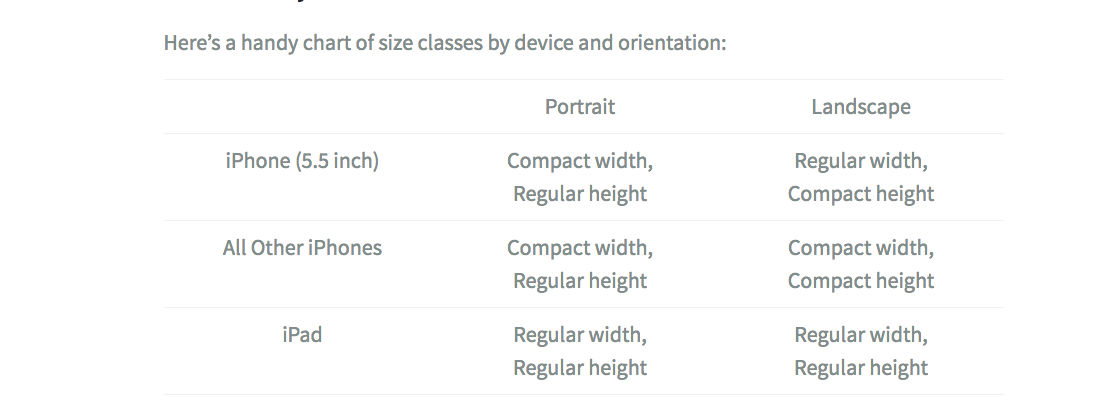 Here's a handy chart of size classes by device and orientation:
Portrait Landscape
iPhone (5.5 inch) Compact width, Regular width,
Regular height Compact height
All Other iPhones Compact width, Compact width,
Regular height Compact height
iPad Regular width, Regular width,
Regular height Regular height